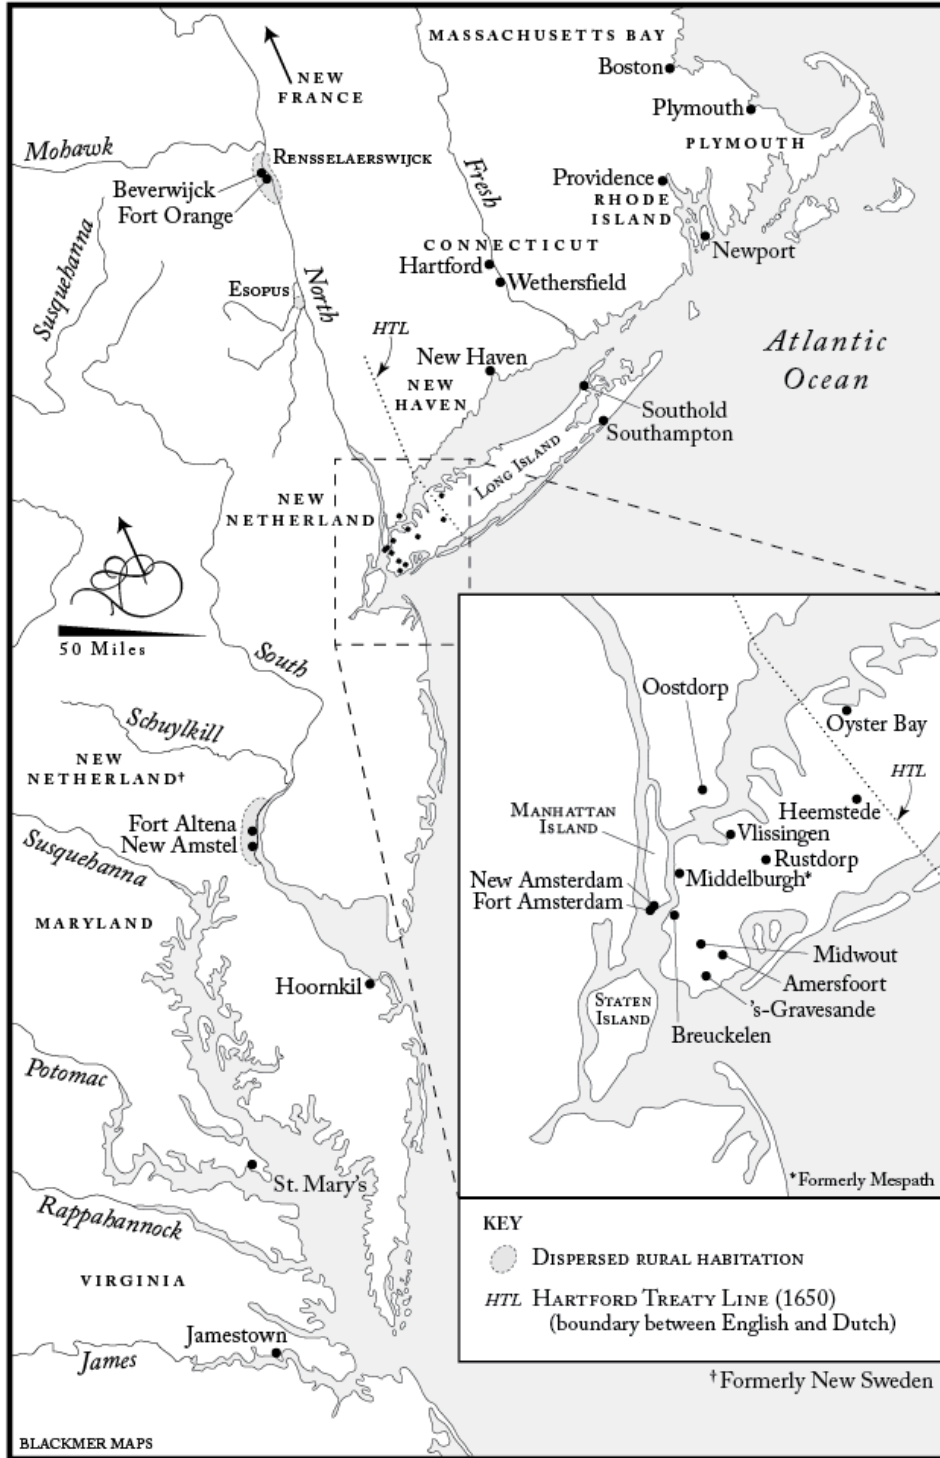 MASSACHUSETTS BAY
Boston
NEW
FRANCE
Plymouth
PLYMOUTH
Mohawk
RENSSELAERSWIJCK
Beverwijck
Fort Orange
Fresh
Providence
RHODE
ISLAND
Newport
CONNECTICUT
Hartford
Wethersfield
Susquehanna
ESOPUS
North
HTL
New Haven
NEW
HAVEN
Atlantic
Ocean
Southold
Southampton
LONG ISLAND
NEW
NETHERLAND
50 Miles
South
Schuylkill
NEW
NETHERLAND†
Fort Altena
New Amstel
Susquehanna
MARYLAND
Hoornkil
Potomac
St. Mary's
Rappahannock
VIRGINIA
Jamestown
James
BLACKMER MAPS
Oostdorp
Oyster Bay
HTL
MANHATTAN
ISLAND
Heemstede
Vlissingen
Rustdorp
Middelburgh*
New Amsterdam
Fort Amsterdam
Midwout
Amersfoort
's-Gravesande
Breuckelen
STATEN
ISLAND
*Formerly Mespath
KEY
DISPERSED RURAL HABITATION
HTL HARTFORD TREATY LINE (1650)
(boundary between English and Dutch)
†Formerly New Sweden